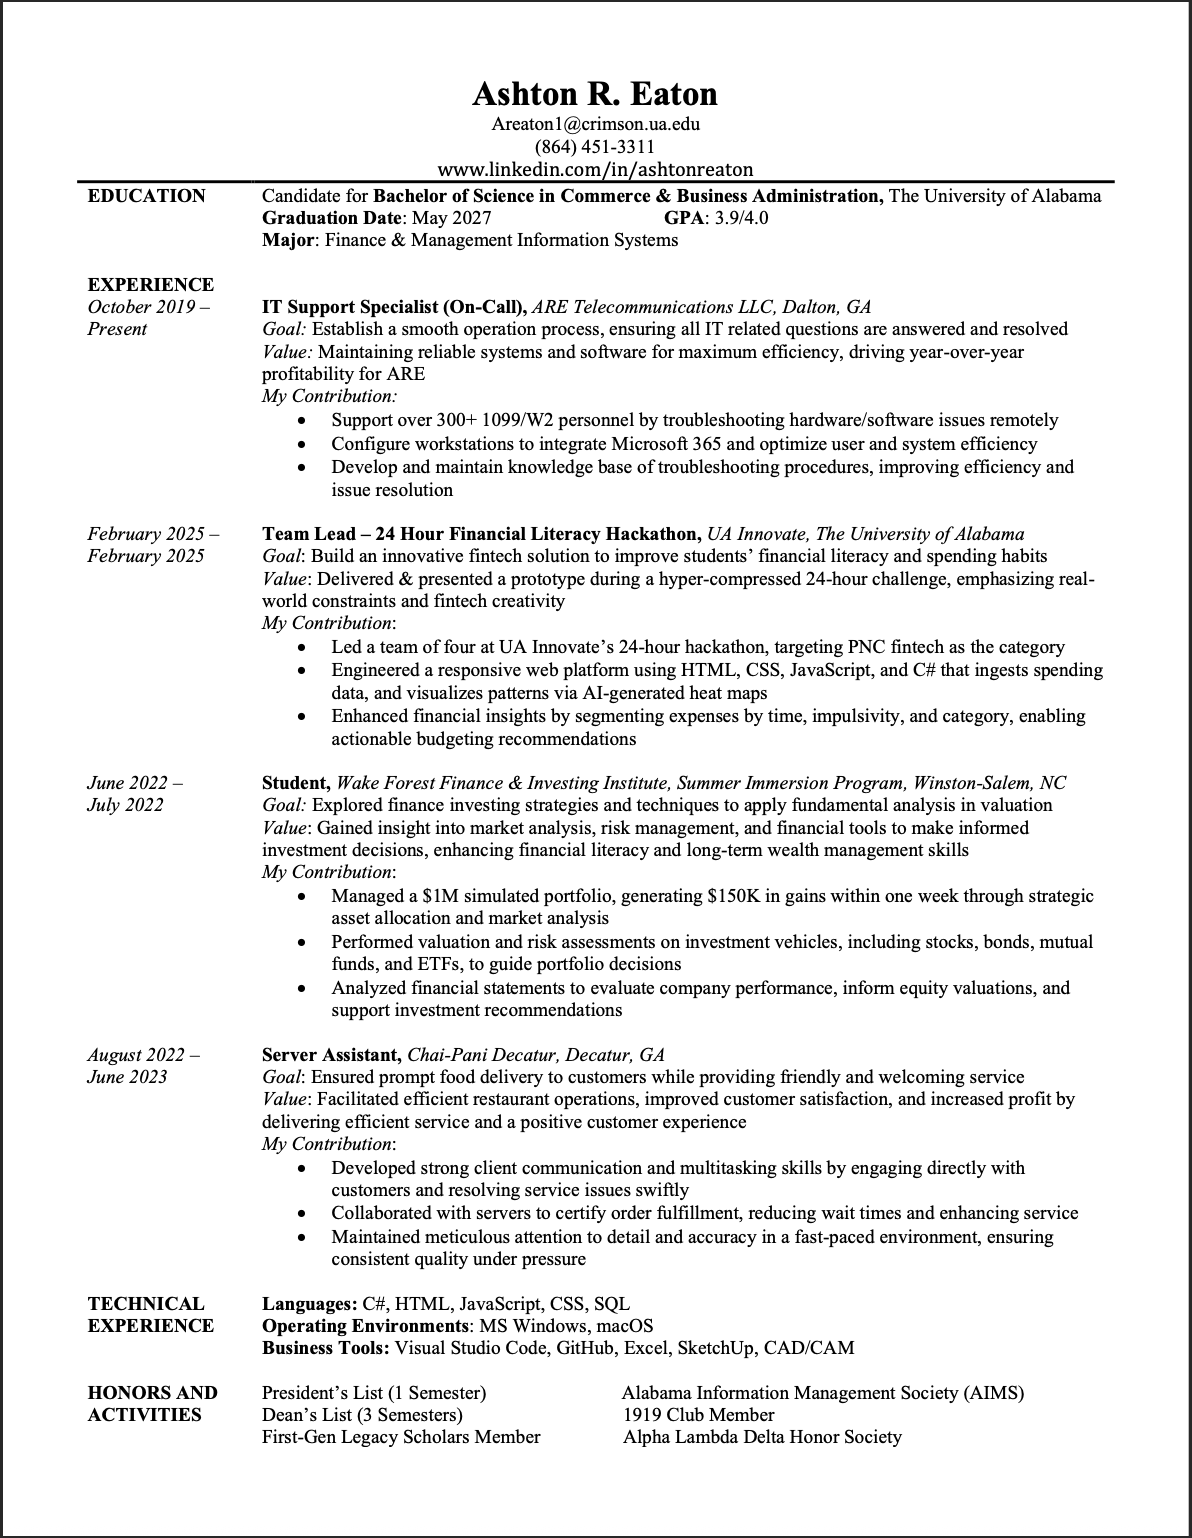 Ashton R. Eaton
Areaton1@crimson.ua.edu
(864) 451-3311
www.linkedin.com/in/ashtonreaton
EDUCATION Candidate for Bachelor of Science in Commerce & Business Administration, The University of Alabama
Graduation Date: May 2027 GPA: 3.9/4.0
Major: Finance & Management Information Systems
EXPERIENCE
October 2019 – IT Support Specialist (On-Call), ARE Telecommunications LLC, Dalton, GA
Present Goal: Establish a smooth operation process, ensuring all IT related questions are answered and resolved
Value: Maintaining reliable systems and software for maximum efficiency, driving year-over-year
profitability for ARE
My Contribution:
• Support over 300+ 1099/W2 personnel by troubleshooting hardware/software issues remotely
• Configure workstations to integrate Microsoft 365 and optimize user and system efficiency
• Develop and maintain knowledge base of troubleshooting procedures, improving efficiency and
issue resolution
February 2025 – Team Lead – 24 Hour Financial Literacy Hackathon, UA Innovate, The University of Alabama
February 2025 Goal: Build an innovative fintech solution to improve students’ financial literacy and spending habits
Value: Delivered & presented a prototype during a hyper-compressed 24-hour challenge, emphasizing real-
world constraints and fintech creativity
My Contribution:
• Led a team of four at UA Innovate’s 24-hour hackathon, targeting PNC fintech as the category
• Engineered a responsive web platform using HTML, CSS, JavaScript, and C# that ingests spending
data, and visualizes patterns via AI-generated heat maps
• Enhanced financial insights by segmenting expenses by time, impulsivity, and category, enabling
actionable budgeting recommendations
June 2022 – Student, Wake Forest Finance & Investing Institute, Summer Immersion Program, Winston-Salem, NC
July 2022 Goal: Explored finance investing strategies and techniques to apply fundamental analysis in valuation
Value: Gained insight into market analysis, risk management, and financial tools to make informed
investment decisions, enhancing financial literacy and long-term wealth management skills
My Contribution:
• Managed a $1M simulated portfolio, generating $150K in gains within one week through strategic
asset allocation and market analysis
• Performed valuation and risk assessments on investment vehicles, including stocks, bonds, mutual
funds, and ETFs, to guide portfolio decisions
• Analyzed financial statements to evaluate company performance, inform equity valuations, and
support investment recommendations
August 2022 – Server Assistant, Chai-Pani Decatur, Decatur, GA
June 2023 Goal: Ensured prompt food delivery to customers while providing friendly and welcoming service
Value: Facilitated efficient restaurant operations, improved customer satisfaction, and increased profit by
delivering efficient service and a positive customer experience
My Contribution:
• Developed strong client communication and multitasking skills by engaging directly with
customers and resolving service issues swiftly
• Collaborated with servers to certify order fulfillment, reducing wait times and enhancing service
• Maintained meticulous attention to detail and accuracy in a fast-paced environment, ensuring
consistent quality under pressure
TECHNICAL Languages: C#, HTML, JavaScript, CSS, SQL
EXPERIENCE Operating Environments: MS Windows, macOS
Business Tools: Visual Studio Code, GitHub, Excel, SketchUp, CAD/CAM
HONORS AND President’s List (1 Semester) Alabama Information Management Society (AIMS)
ACTIVITIES Dean’s List (3 Semesters) 1919 Club Member
First-Gen Legacy Scholars Member Alpha Lambda Delta Honor Society